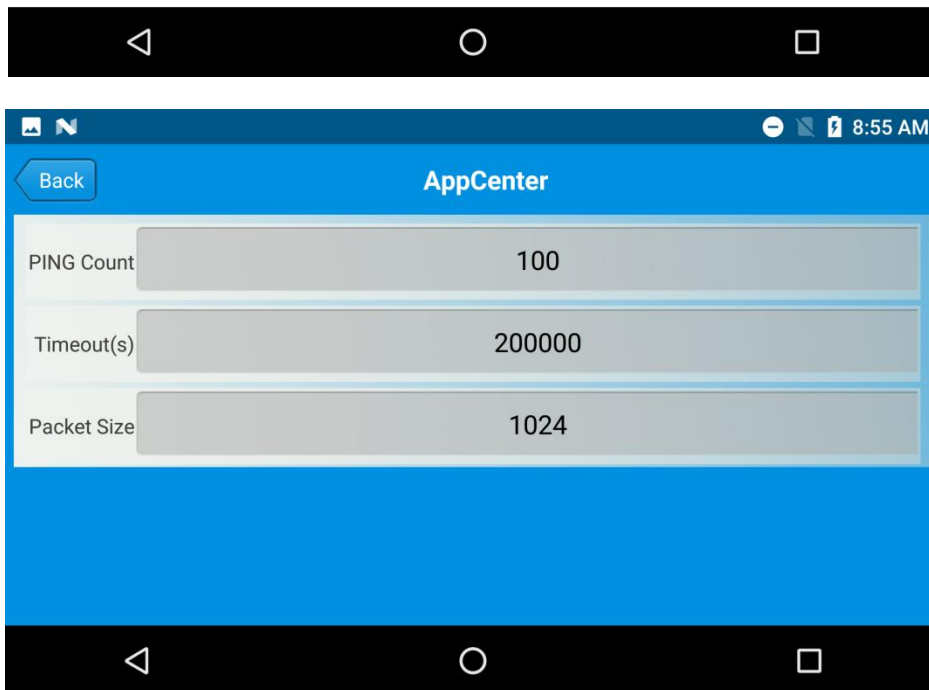 8:55 AM
Back
AppCenter
PING Count 100
Timeout(s) 200000
Packet Size 1024